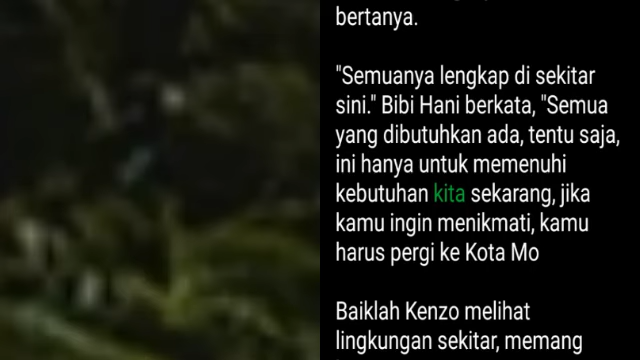 bertanya.
"Semuanya lengkap di sekitar
sini." Bibi Hani berkata, "Semua
yang dibutuhkan ada, tentu saja,
ini hanya untuk memenuhi
kebutuhan kita sekarang, jika
kamu ingin menikmati, kamu
harus pergi ke Kota Mo
Baiklah Kenzo melihat
lingkungan sekitar, memang